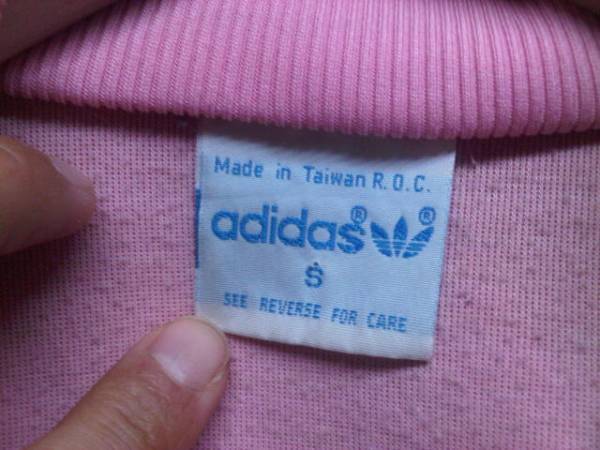 Made in Taiwan R.O.C.
adidas® ®
S
SEE REVERSE FOR CARE